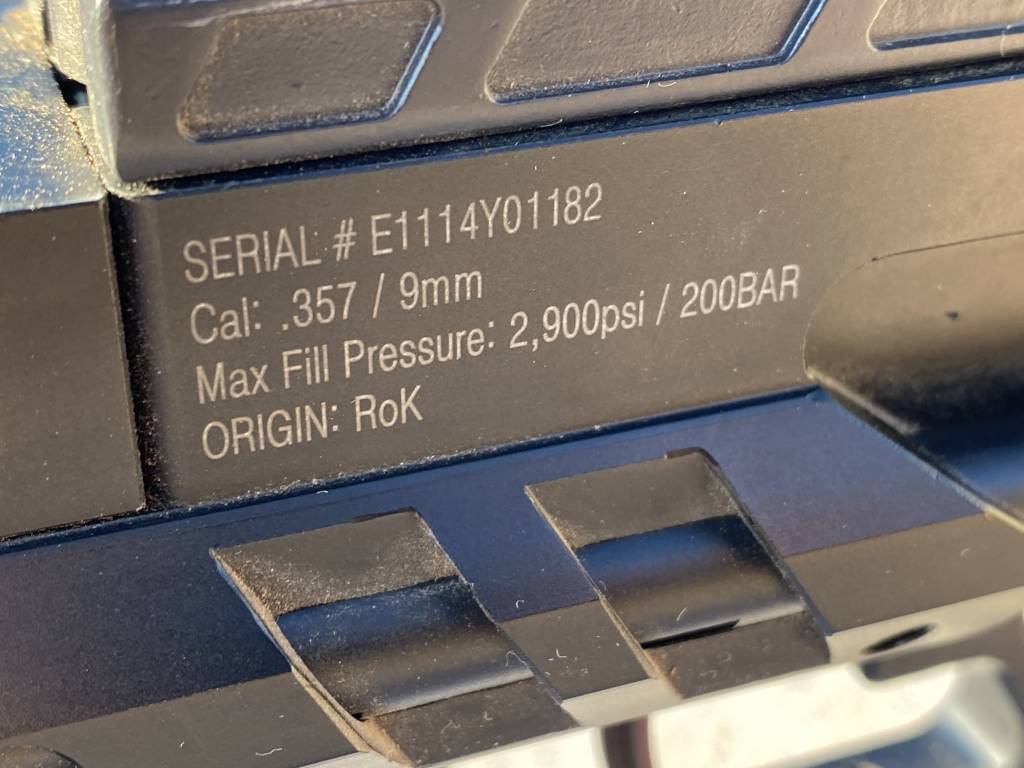 SERIAL # E1114Y01182
Cal: .357 / 9mm
Max Fill Pressure: 2,900psi / 200BAR
ORIGIN: RoK